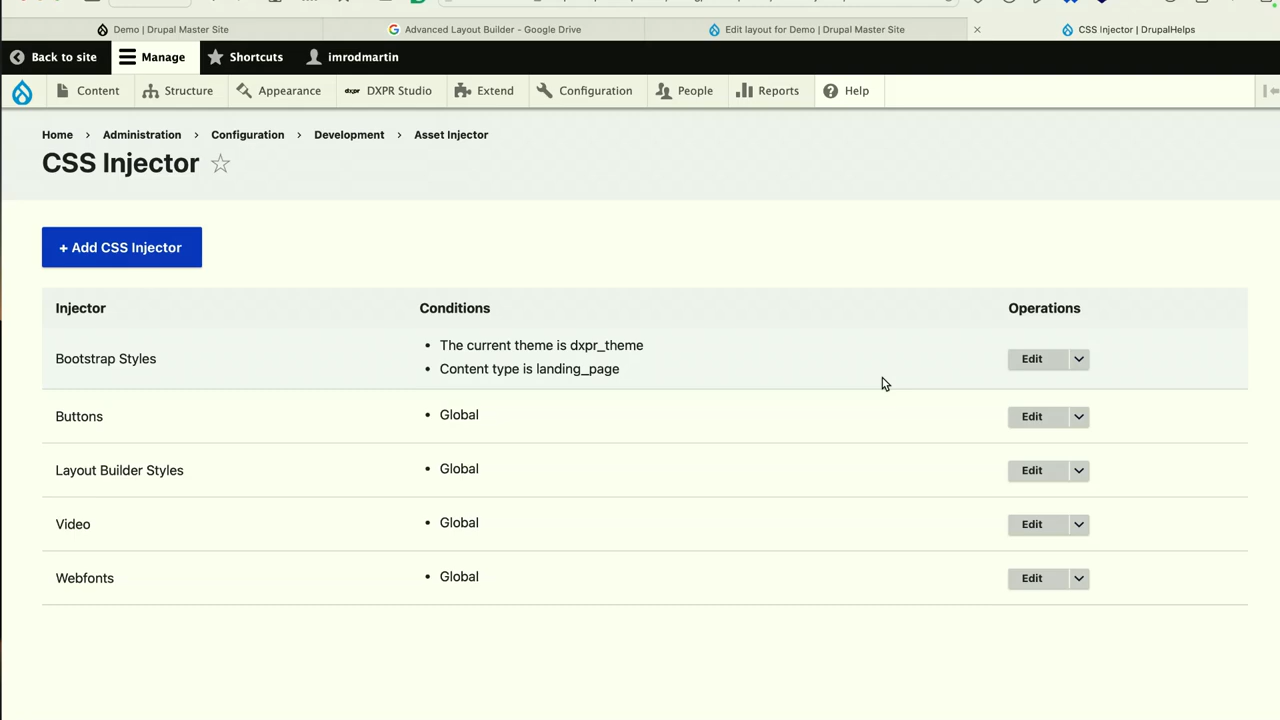 Demo | Drupal Master Site
Advanced Layout Builder - Google Drive
Edit layout for Demo | Drupal Master Site
CSS Injector | DrupalHelps
Back to site
Manage
Shortcuts
imrodmartin
Content
Structure
Appearance
dxpr DXPR Studio
Extend
Configuration
People
Reports
Help
Home > Administration > Configuration > Development > Asset Injector
CSS Injector
+ Add CSS Injector
Injector Conditions Operations
Bootstrap Styles
• The current theme is dxpr_theme
• Content type is landing_page
Edit
Buttons • Global Edit
Layout Builder Styles • Global Edit
Video • Global Edit
Webfonts • Global Edit